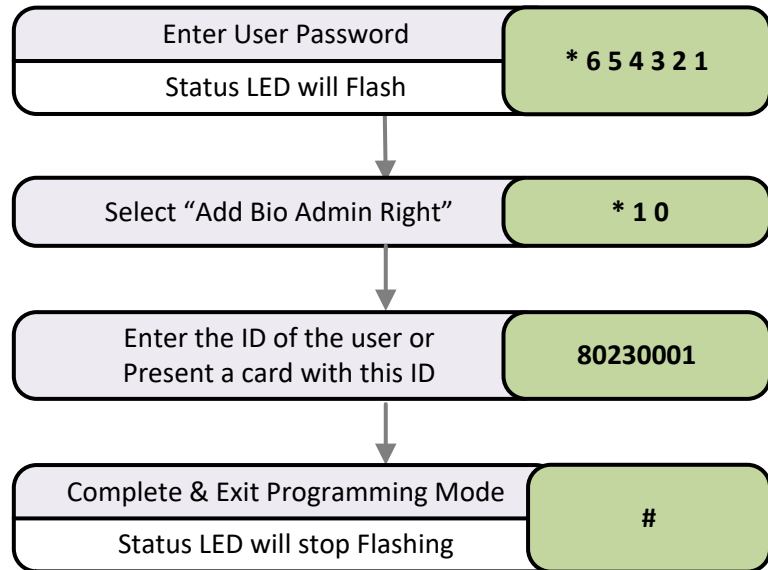 Enter User Password
* 6 5 4 3 2 1
Status LED will Flash
Select “Add Bio Admin Right”
* 1 0
Enter the ID of the user or
Present a card with this ID
80230001
Complete & Exit Programming Mode
#
Status LED will stop Flashing